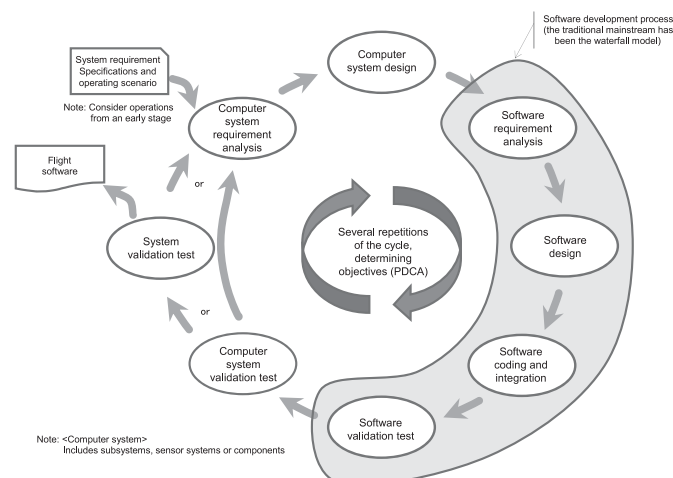 Software development process
(the traditional mainstream has
been the waterfall model)
System requirement
Specifications and
operating scenario
Note: Consider operations
from an early stage
Computer
system design
Computer
system
requirement
analysis
Software
requirement
analysis
Flight
software
or
System
validation test
Several repetitions
of the cycle,
determining
objectives (PDCA)
Software
design
or
Computer
system
validation test
Software
coding and
integration
Software
validation test
Note: <Computer system>
Includes subsystems, sensor systems or components